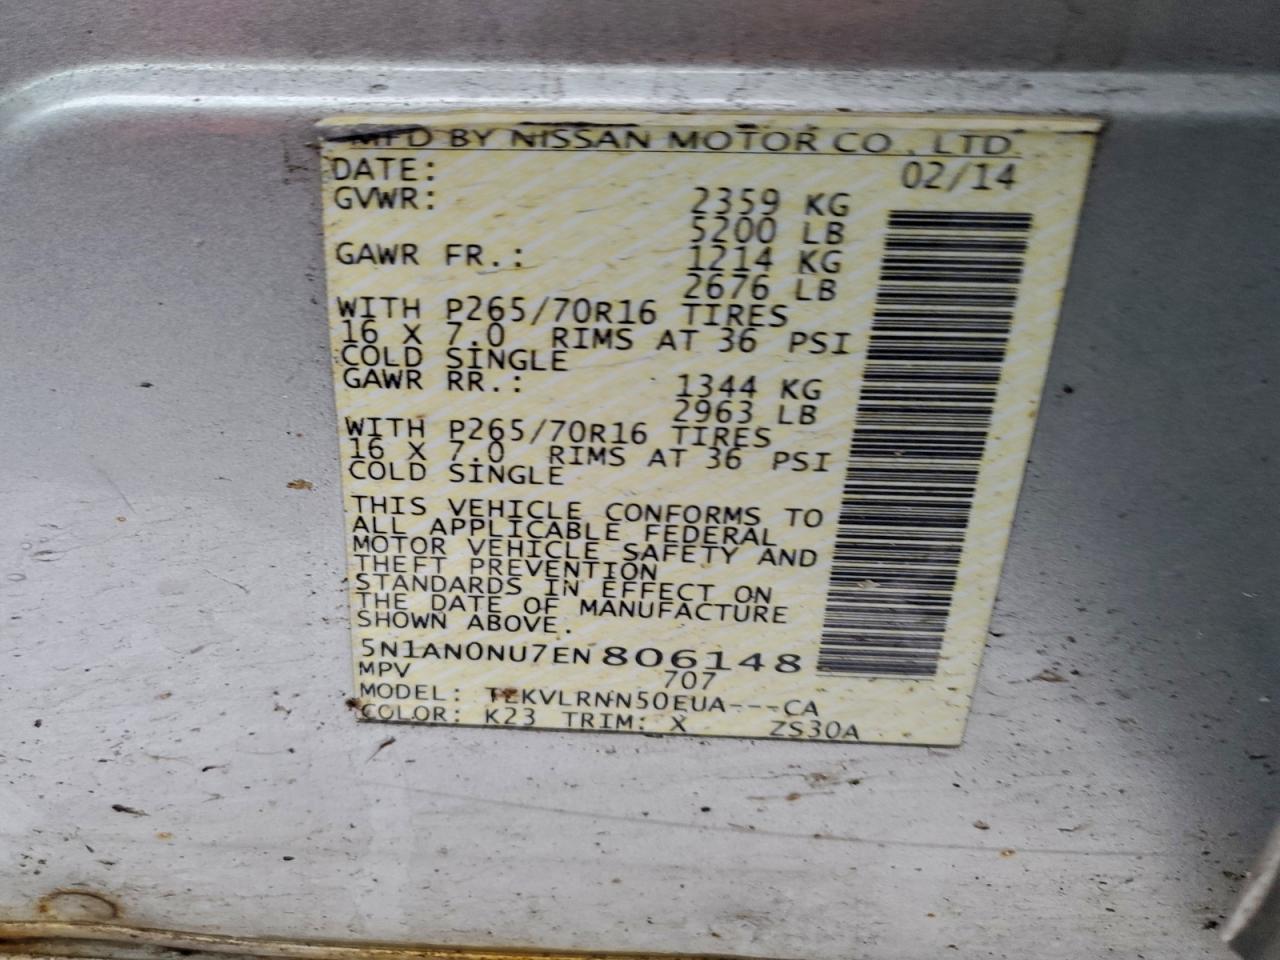 MFD BY NISSAN MOTOR CO., LTD.
DATE: 02/14
GVWR: 2359 KG
5200 LB
GAWR FR.: 1214 KG
2676 LB
WITH P265/70R16 TIRES
16 X 7.0 RIMS AT 36 PSI
COLD SINGLE
GAWR RR.: 1344 KG
2963 LB
WITH P265/70R16 TIRES
16 X 7.0 RIMS AT 36 PSI
COLD SINGLE
THIS VEHICLE CONFORMS TO
ALL APPLICABLE FEDERAL
MOTOR VEHICLE SAFETY AND
THEFT PREVENTION
STANDARDS IN EFFECT ON
THE DATE OF MANUFACTURE
SHOWN ABOVE.
5N1AN0NU7EN806148
MPV 707
MODEL: TLKVLRNN50EUA---CA
COLOR: K23 TRIM: X ZS30A